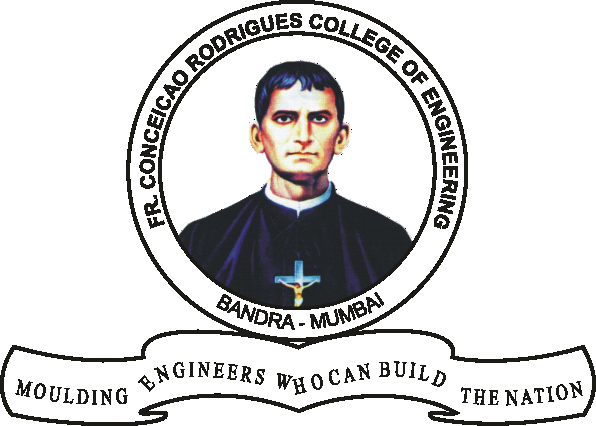 FR. CONCEICAO RODRIGUES COLLEGE OF ENGINEERING
BANDRA - MUMBAI
MOULDING ENGINEERS WHO CAN BUILD THE NATION